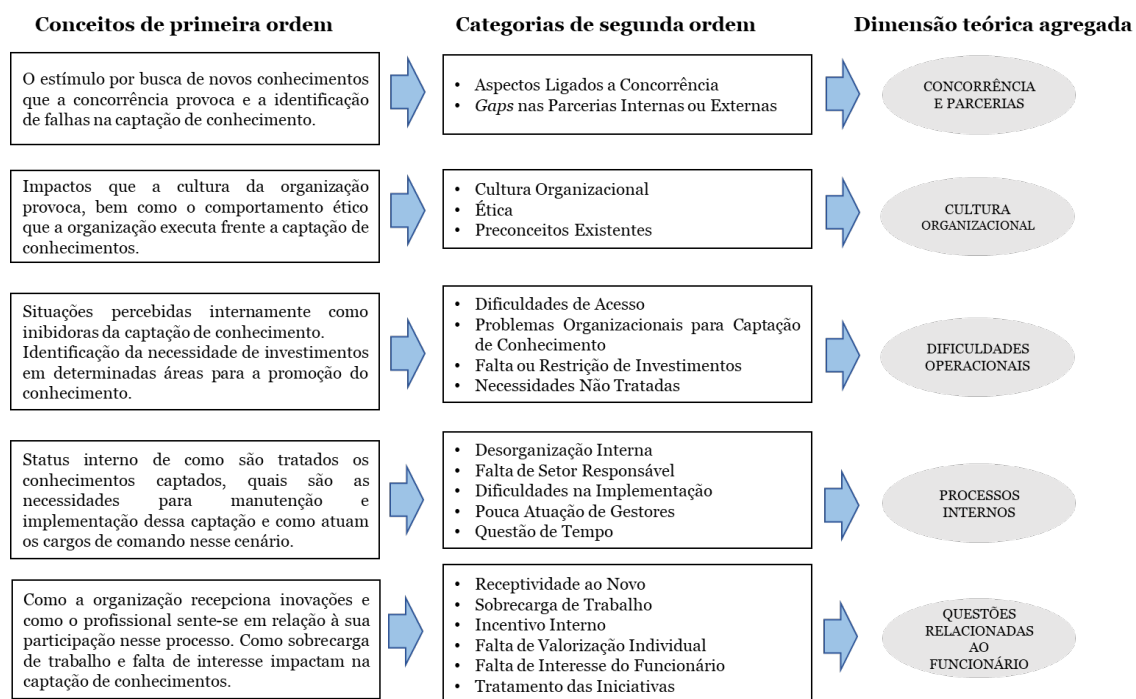 Conceitos de primeira ordem
Categorias de segunda ordem
Dimensão teórica agregada
O estímulo por busca de novos conhecimentos
que a concorrência provoca e a identificação
de falhas na captação de conhecimento.
• Aspectos Ligados a Concorrência
• Gaps nas Parcerias Internas ou Externas
CONCORRÊNCIA
E PARCERIAS
Impactos que a cultura da organização
provoca, bem como o comportamento ético
que a organização executa frente a captação de
conhecimentos.
• Cultura Organizacional
• Ética
• Preconceitos Existentes
CULTURA
ORGANIZACIONAL
Situações percebidas internamente como
inibidoras da captação de conhecimento.
Identificação da necessidade de investimentos
em determinadas áreas para a promoção do
conhecimento.
• Dificuldades de Acesso
• Problemas Organizacionais para Captação
de Conhecimento
• Falta ou Restrição de Investimentos
• Necessidades Não Tratadas
DIFICULDADES
OPERACIONAIS
Status interno de como são tratados os
conhecimentos captados, quais são as
necessidades para manutenção e
implementação dessa captação e como atuam
os cargos de comando nesse cenário.
• Desorganização Interna
• Falta de Setor Responsável
• Dificuldades na Implementação
• Pouca Atuação de Gestores
• Questão de Tempo
PROCESSOS
INTERNOS
Como a organização recepciona inovações e
como o profissional sente-se em relação à sua
participação nesse processo. Como sobrecarga
de trabalho e falta de interesse impactam na
captação de conhecimentos.
• Receptividade ao Novo
• Sobrecarga de Trabalho
• Incentivo Interno
• Falta de Valorização Individual
• Falta de Interesse do Funcionário
• Tratamento das Iniciativas
QUESTÕES
RELACIONADAS
AO
FUNCIONÁRIO